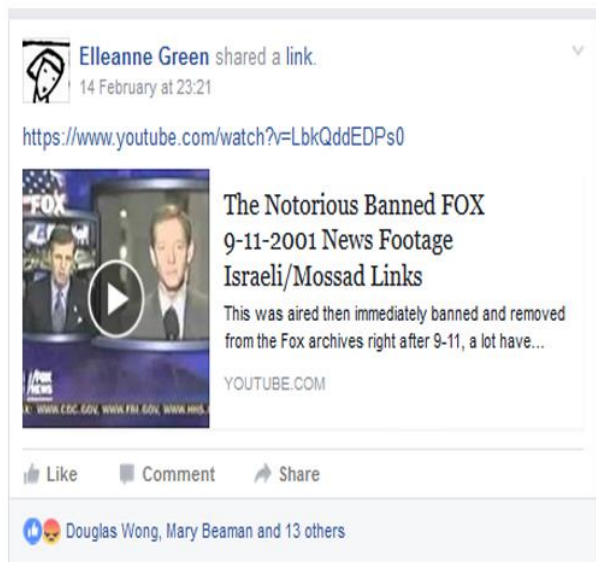 Elleanne Green shared a link.
14 February at 23:21
https://www.youtube.com/watch?v=LbkQddEDPs0
FOX
FOX
NEWS
WWW.CDC.GOV, WWW.FBI.GOV, WWW.HHS.
The Notorious Banned FOX
9-11-2001 News Footage
Israeli/Mossad Links
This was aired then immediately banned and removed
from the Fox archives right after 9-11, a lot have...
YOUTUBE.COM
Like Comment Share
Douglas Wong, Mary Beaman and 13 others